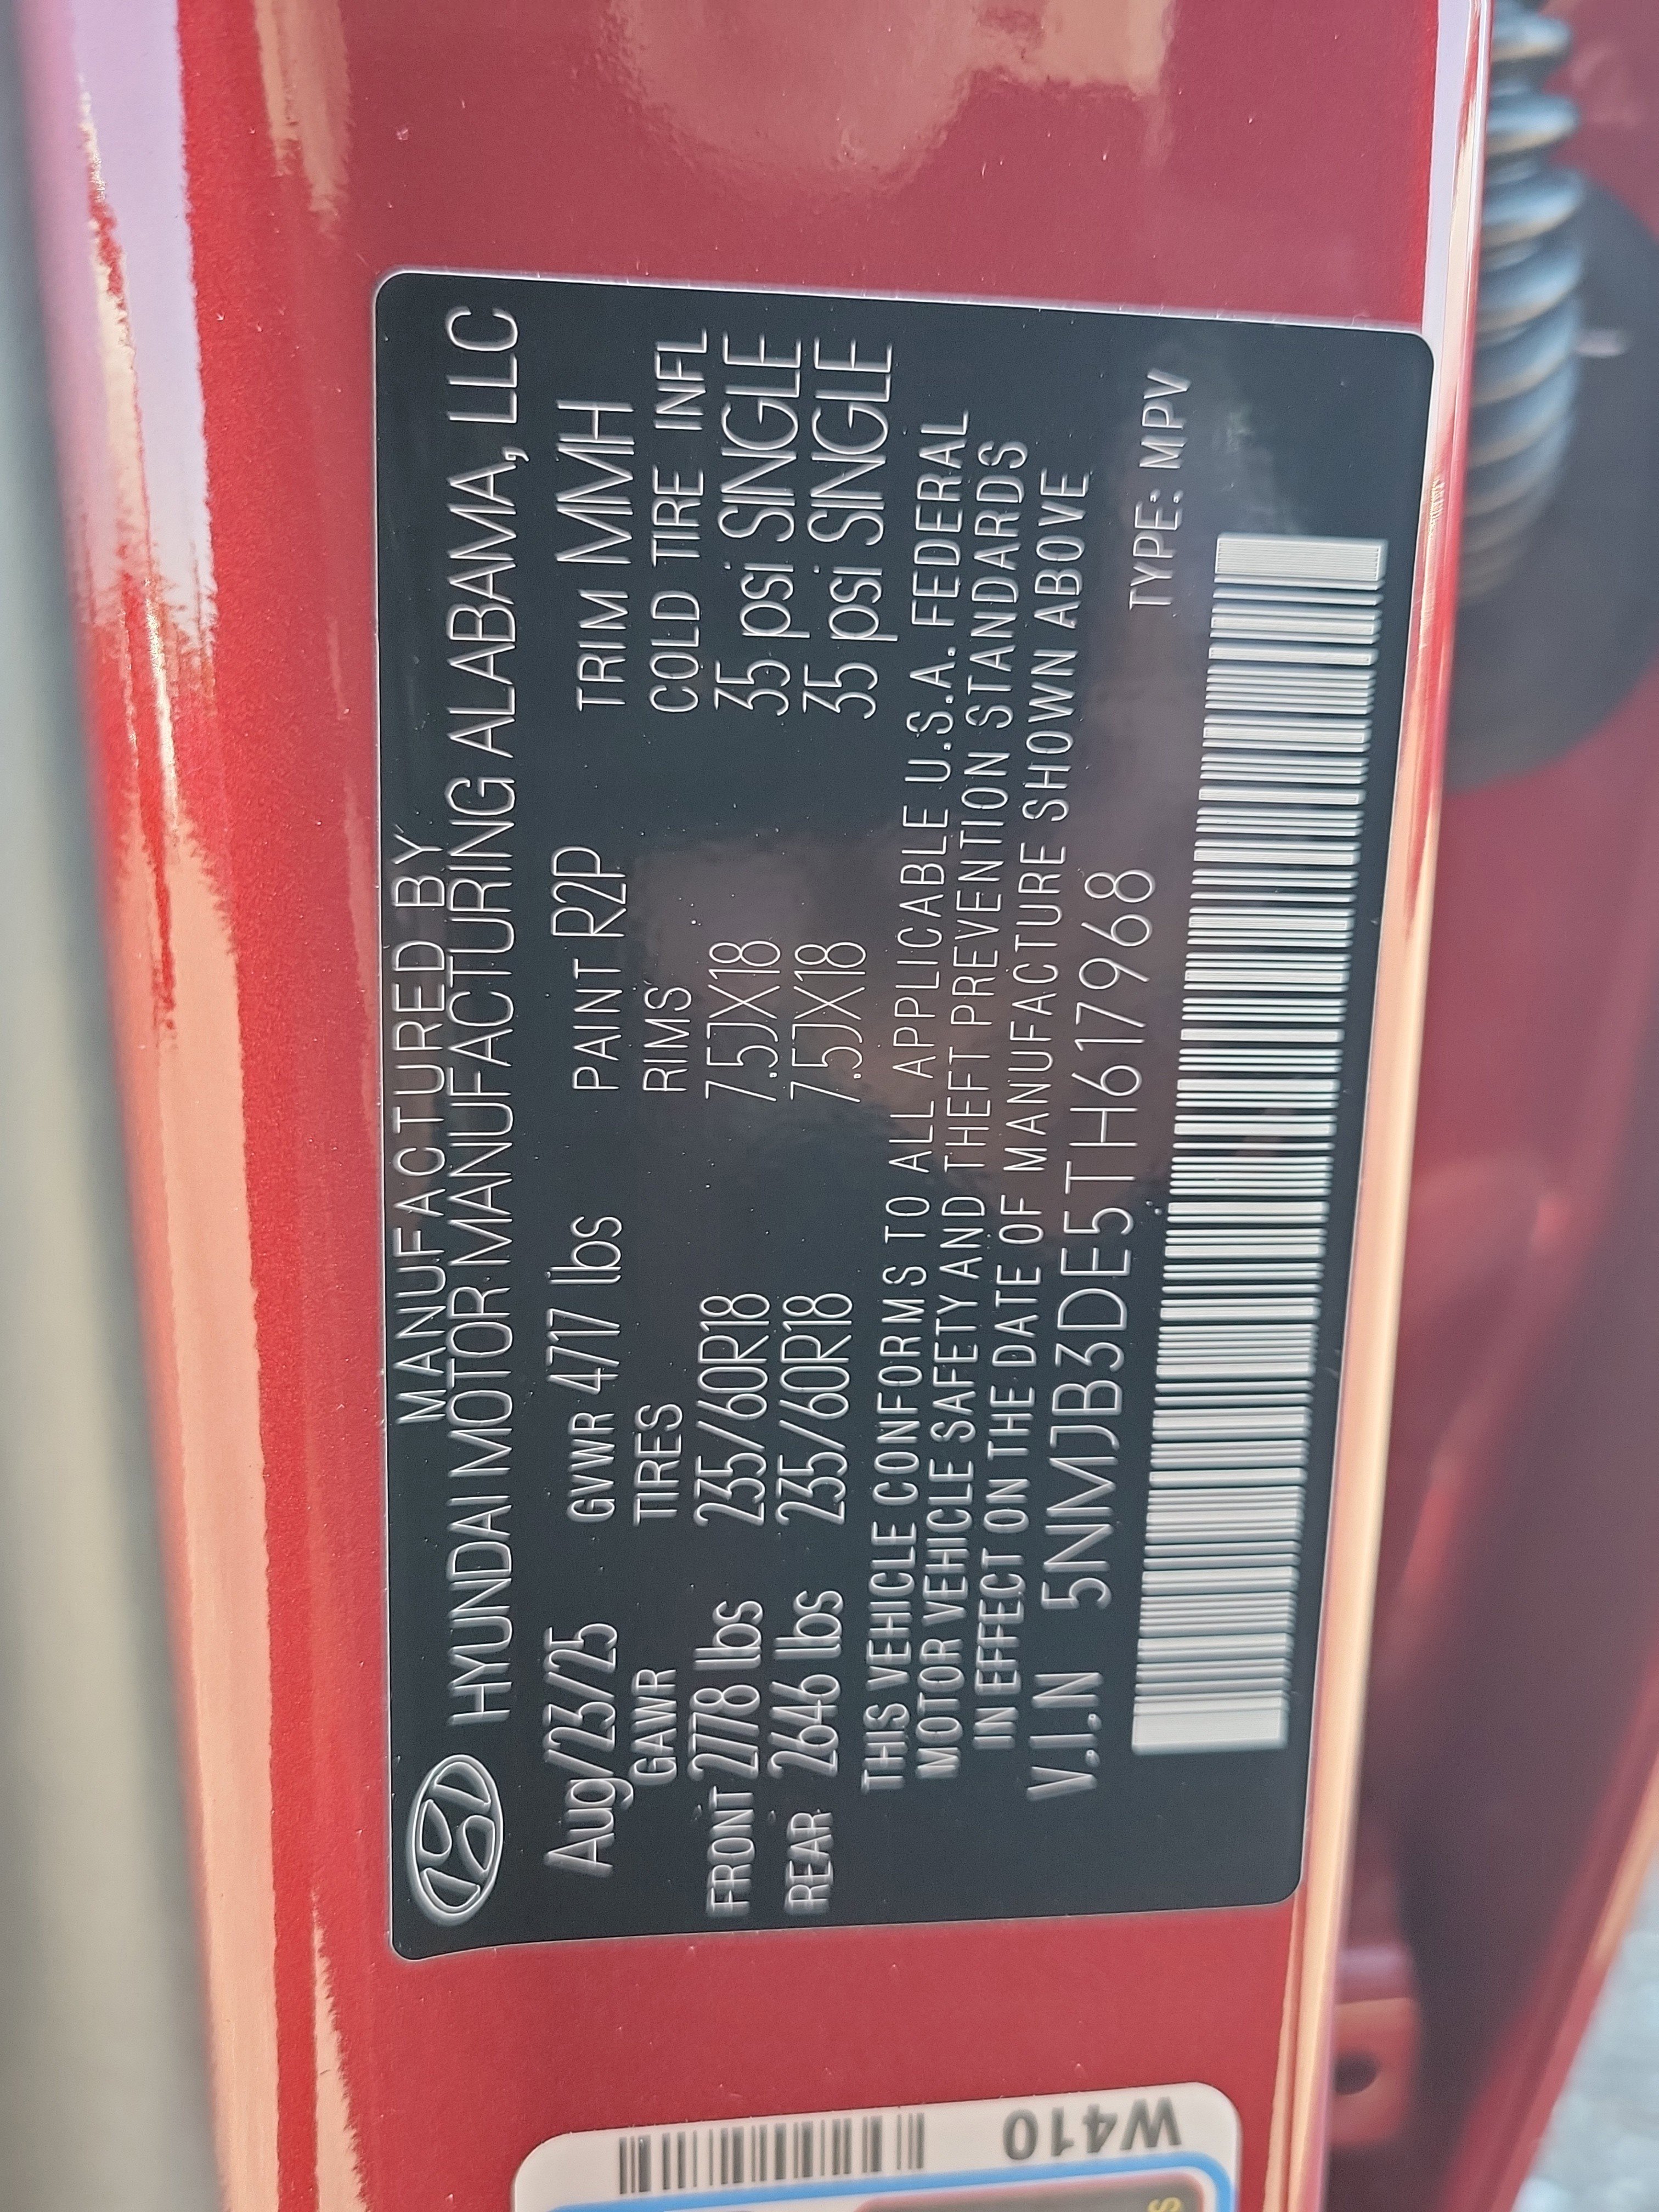 MANUFACTURED BY
HYUNDAI MOTOR MANUFACTURING ALABAMA, LLC
Aug/23/25 GVWR 4717 lbs PAINT R2P TRIM MMH
GAWR TIRES RIMS COLD TIRE INFL
FRONT 2778 lbs 235/60R18 7.5JX18 35 psi SINGLE
REAR 2646 lbs 235/60R18 7.5JX18 35 psi SINGLE
THIS VEHICLE CONFORMS TO ALL APPLICABLE U.S.A. FEDERAL
MOTOR VEHICLE SAFETY AND THEFT PREVENTION STANDARDS
IN EFFECT ON THE DATE OF MANUFACTURE SHOWN ABOVE
V.I.N 5NMJB3DE5TH617968
TYPE: MPV
W410